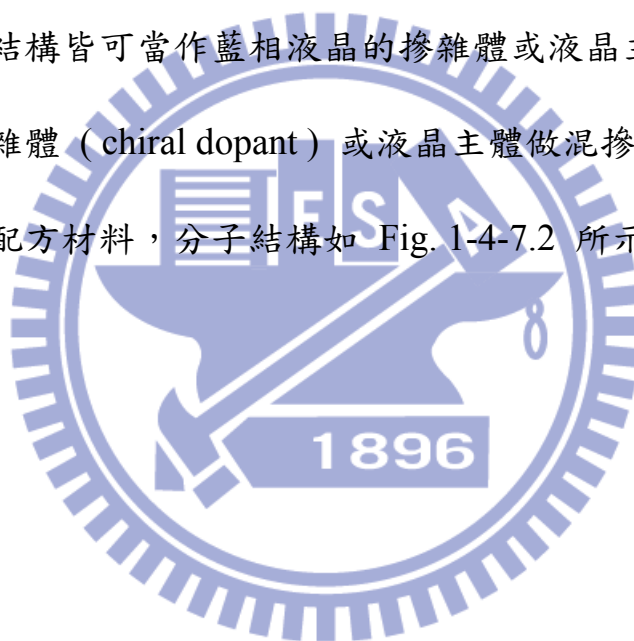 結構皆可當作藍相液晶的摻雜體或液晶主
雜體 ( chiral dopant ) 或液晶主體做混摻
配方材料，分子結構如 Fig. 1-4-7.2 所示
E S A
1896